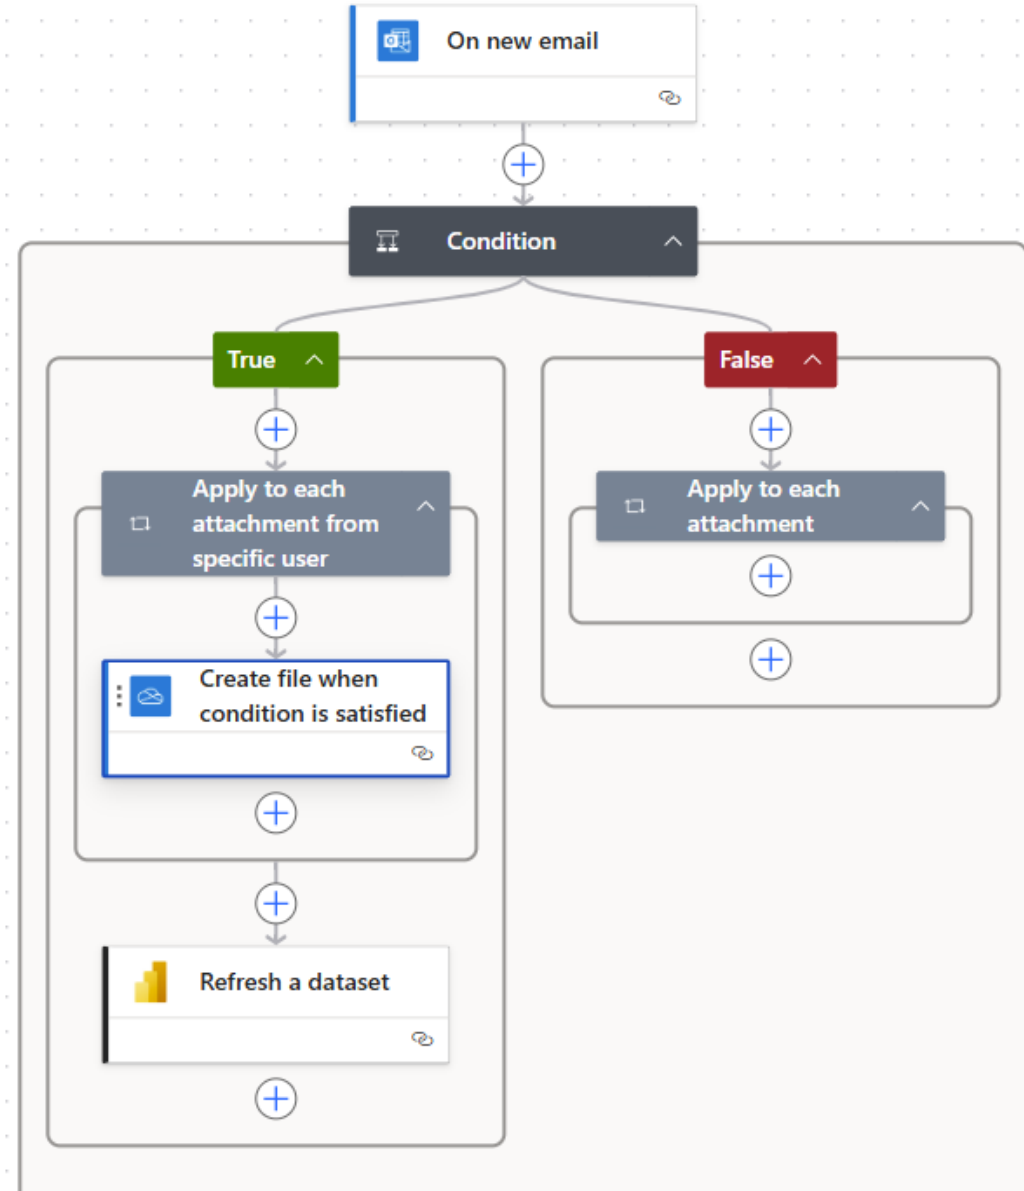 On new email
Condition
True
False
Apply to each
attachment from
specific user
Apply to each
attachment
Create file when
condition is satisfied
Refresh a dataset